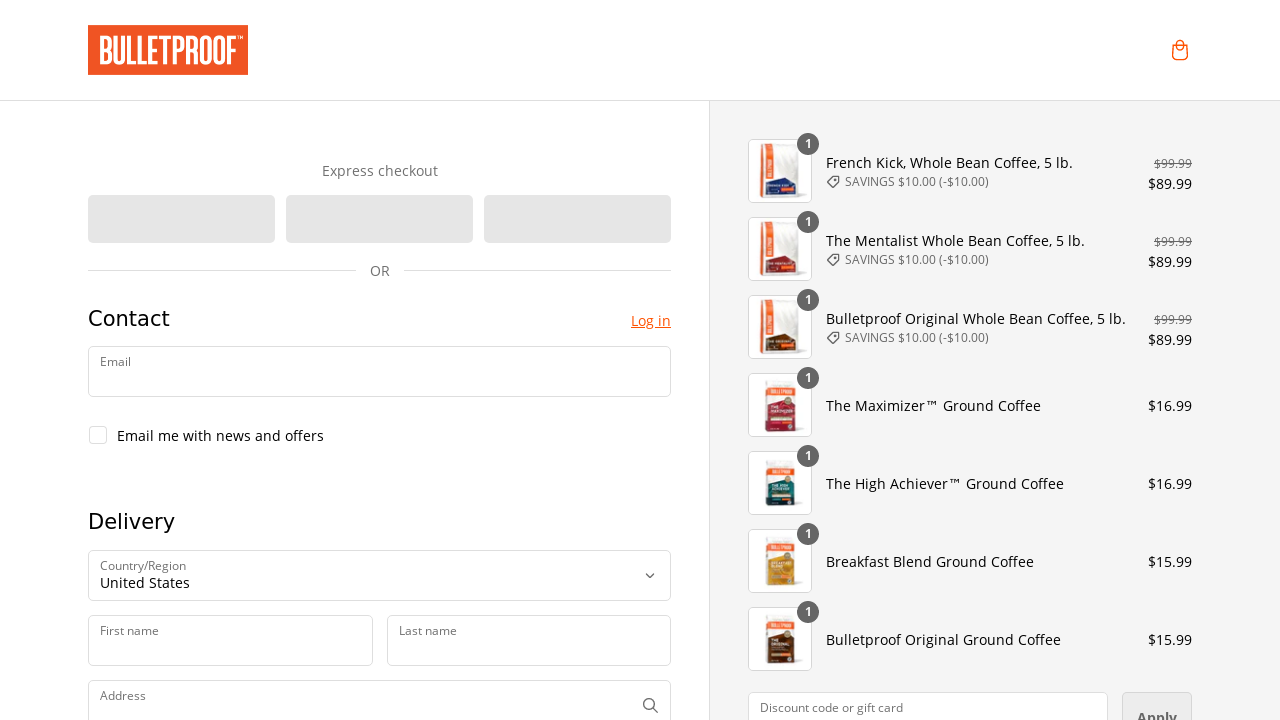 BULLETPROOF™
Express checkout
OR
Contact
Log in
Email
Email me with news and offers
Delivery
Country/Region
United States
First name
Last name
Address
1
French Kick, Whole Bean Coffee, 5 lb.
SAVINGS $10.00 (-$10.00)
$99.99
$89.99
1
The Mentalist Whole Bean Coffee, 5 lb.
SAVINGS $10.00 (-$10.00)
$99.99
$89.99
1
Bulletproof Original Whole Bean Coffee, 5 lb.
SAVINGS $10.00 (-$10.00)
$99.99
$89.99
1
The Maximizer™ Ground Coffee
$16.99
1
The High Achiever™ Ground Coffee
$16.99
1
Breakfast Blend Ground Coffee
$15.99
1
Bulletproof Original Ground Coffee
$15.99
Discount code or gift card
Apply